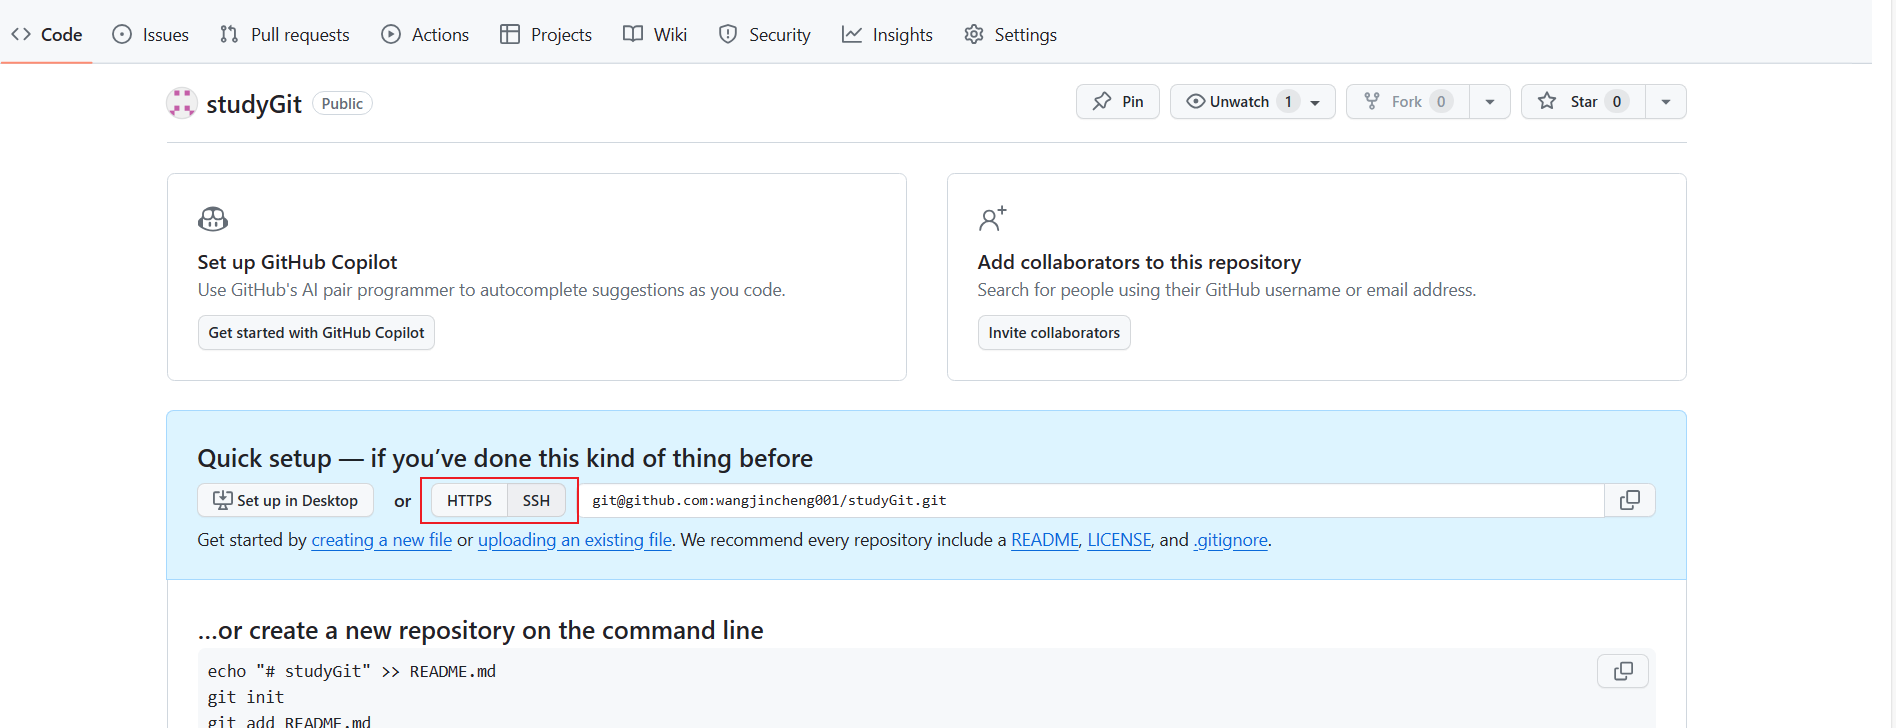 Code Issues Pull requests Actions Projects Wiki Security Insights Settings
studyGit Public Pin Unwatch 1 Fork 0 Star 0
Set up GitHub Copilot
Use GitHub's AI pair programmer to autocomplete suggestions as you code.
Get started with GitHub Copilot
Add collaborators to this repository
Search for people using their GitHub username or email address.
Invite collaborators
Quick setup — if you’ve done this kind of thing before
Set up in Desktop or HTTPS SSH git@github.com:wangjincheng001/studyGit.git
Get started by creating a new file or uploading an existing file. We recommend every repository include a README, LICENSE, and .gitignore.
…or create a new repository on the command line
echo "# studyGit" >> README.md
git init
git add README.md